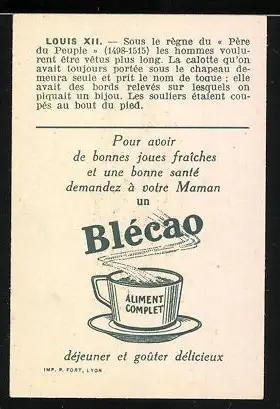 LOUIS XII. — Sous le règne du « Père
du Peuple » (1498-1515) les hommes voulu-
rent être vêtus plus long. La calotte qu'on
avait toujours portée sous le chapeau de-
meura seule et prit le nom de toque ; elle
avait des bords relevés sur lesquels on
piquait un bijou. Les souliers étaient cou-
pés au bout du pied.
Pour avoir
de bonnes joues fraîches
et une bonne santé
demandez à votre Maman
un
Blécao
ALIMENT
COMPLET
déjeuner et goûter délicieux
IMP. P. FORT, LYON